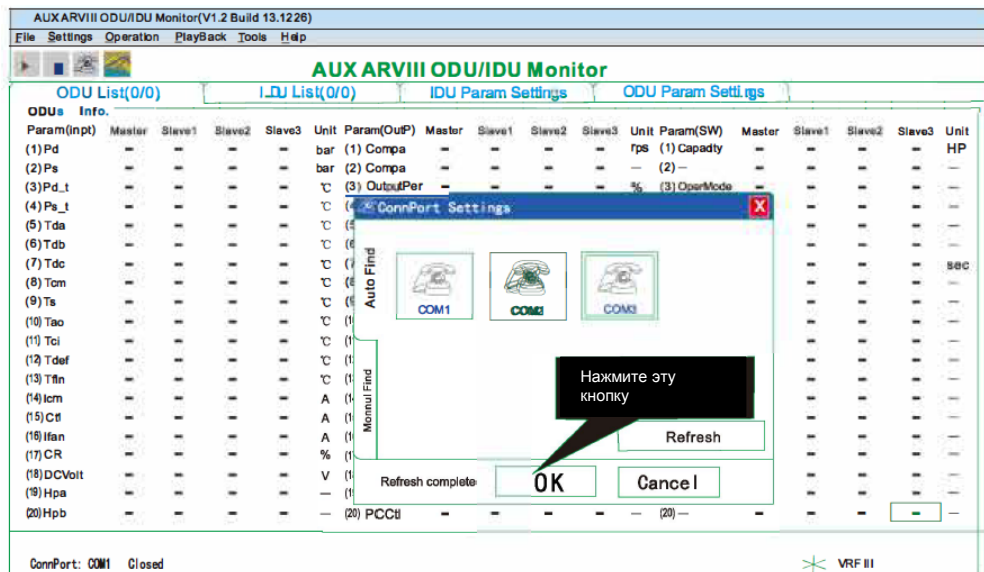 AUX ARVIII ODU/IDU Monitor(V1.2 Build 13.1226)
File Settings Operation PlayBack Tools Help
AUX ARVIII ODU/IDU Monitor
ODU List(0/0) IDU List(0/0) IDU Param Settings ODU Param Settings
ODUs Info.
Param(inpt) Master Slave1 Slave2 Slave3 Unit Param(OutP) Master Slave1 Slave2 Slave3 Unit Param(SW) Master Slave1 Slave2 Slave3 Unit
(1) Pd - - - - bar (1) Compa - - - - rps (1) Capadty - - - - HP
(2) Ps - - - - bar (2) Compa - - - - — (2) — - - - - —
(3) Pd_t - - - - ℃ (3) OutputPer - - - - % (3) OperMode - - - - —
(4) Ps_t - - - - ℃ - - —
(5) Tda - - - - ℃ - - - —
(6) Tdb - - - - ℃ - - - —
(7) Tdc - - - - ℃ - - - sec
(8) Tcm - - - - ℃ - - - —
(9) Ts - - - - ℃ - - - —
(10) Tao - - - - ℃ - - - —
(11) Tci - - - - ℃ - - - —
(12) Tdef - - - - ℃ - - - —
(13) Tfin - - - - ℃ - - - —
(14) Icm - - - - A - - - —
(15) Ctl - - - - A - - - —
(16) Ifan - - - - A - - - —
(17) CR - - - - % - - - —
(18) DCVolt - - - - V - - - —
(19) Hpa - - - - — - - - —
(20) Hpb - - - - — (20) PCCtl - - - - — (20) — - - - - —
ConnPort Settings
X
Auto Find
COM1 COM2 COM3
Monnul Find
Нажмите эту
кнопку
Refresh
Refresh complete OK Cancel
ConnPort: COM1 Closed VRF III